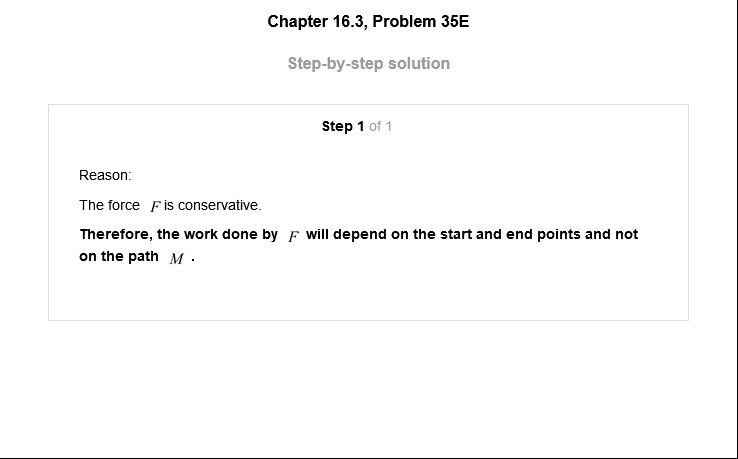 Chapter 16.3, Problem 35E
Step-by-step solution
Step 1 of 1
Reason:
The force F is conservative.
Therefore, the work done by F will depend on the start and end points and not
on the path M .